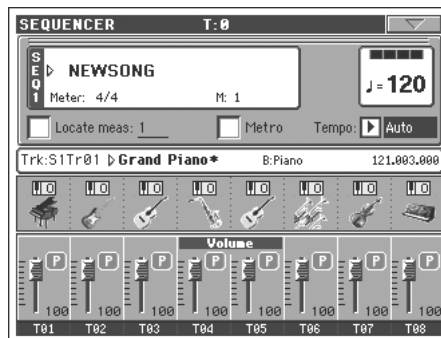 SEQUENCER T:0
SEQ1
NEWSONG
Meter: 4/4 M: 1
♩=120
Locate meas: 1 Metro Tempo: Auto
Trk:S1Tr01 Grand Piano* B:Piano 121.003.000
O O O O O O O O
Volume
P P P P P P P P
100 100 100 100 100 100 100 100
T01 T02 T03 T04 T05 T06 T07 T08